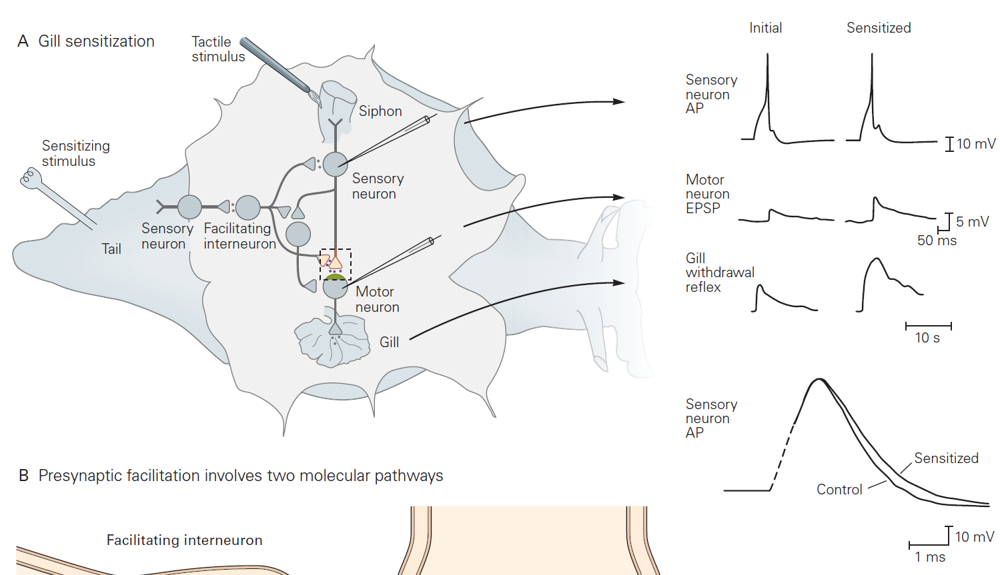 A Gill sensitization
Tactile
stimulus
Siphon
Sensitizing
stimulus
Sensory
neuron
Sensory
neuron
Facilitating
interneuron
Tail
Motor
neuron
Gill
Initial
Sensitized
Sensory
neuron
AP
10 mV
Motor
neuron
EPSP
5 mV
50 ms
Gill
withdrawal
reflex
10 s
Sensory
neuron
AP
Sensitized
Control
10 mV
1 ms
B Presynaptic facilitation involves two molecular pathways
Facilitating interneuron